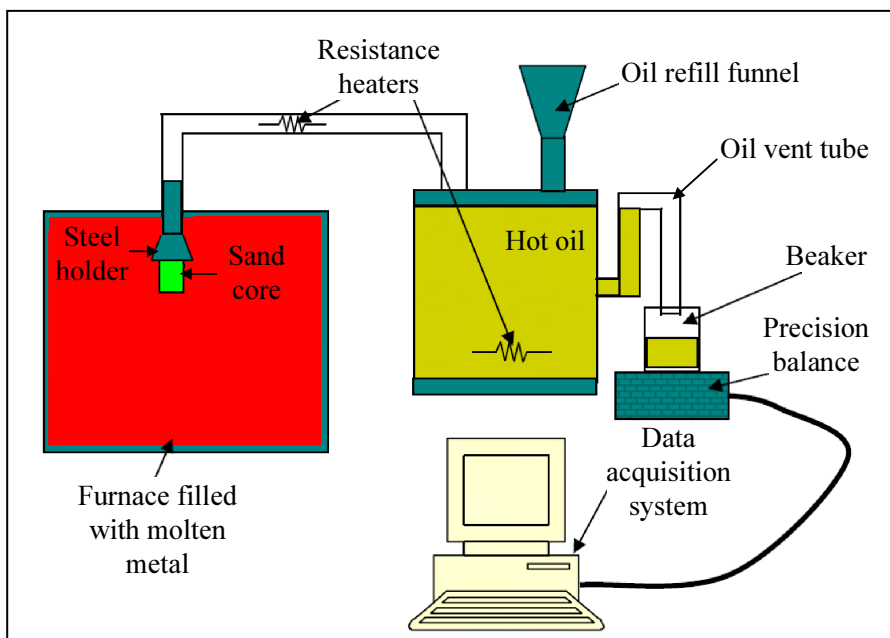 Resistance
heaters
Oil refill funnel
Oil vent tube
Steel
holder
Sand
core
Hot oil
Beaker
Precision
balance
Data
acquisition
system
Furnace filled
with molten
metal